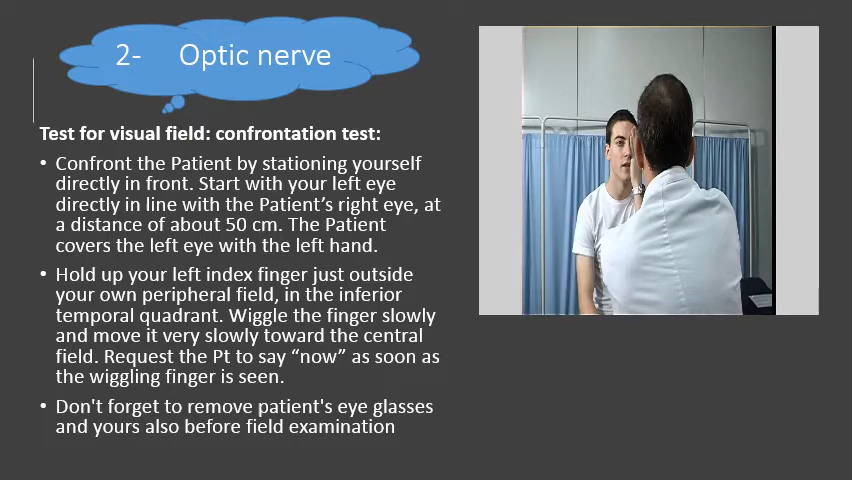 2- Optic nerve
Test for visual field: confrontation test:
• Confront the Patient by stationing yourself
directly in front. Start with your left eye
directly in line with the Patient's right eye, at
a distance of about 50 cm. The Patient
covers the left eye with the left hand.
• Hold up your left index finger just outside
your own peripheral field, in the inferior
temporal quadrant. Wiggle the finger slowly
and move it very slowly toward the central
field. Request the Pt to say “now” as soon as
the wiggling finger is seen.
• Don't forget to remove patient's eye glasses
and yours also before field examination